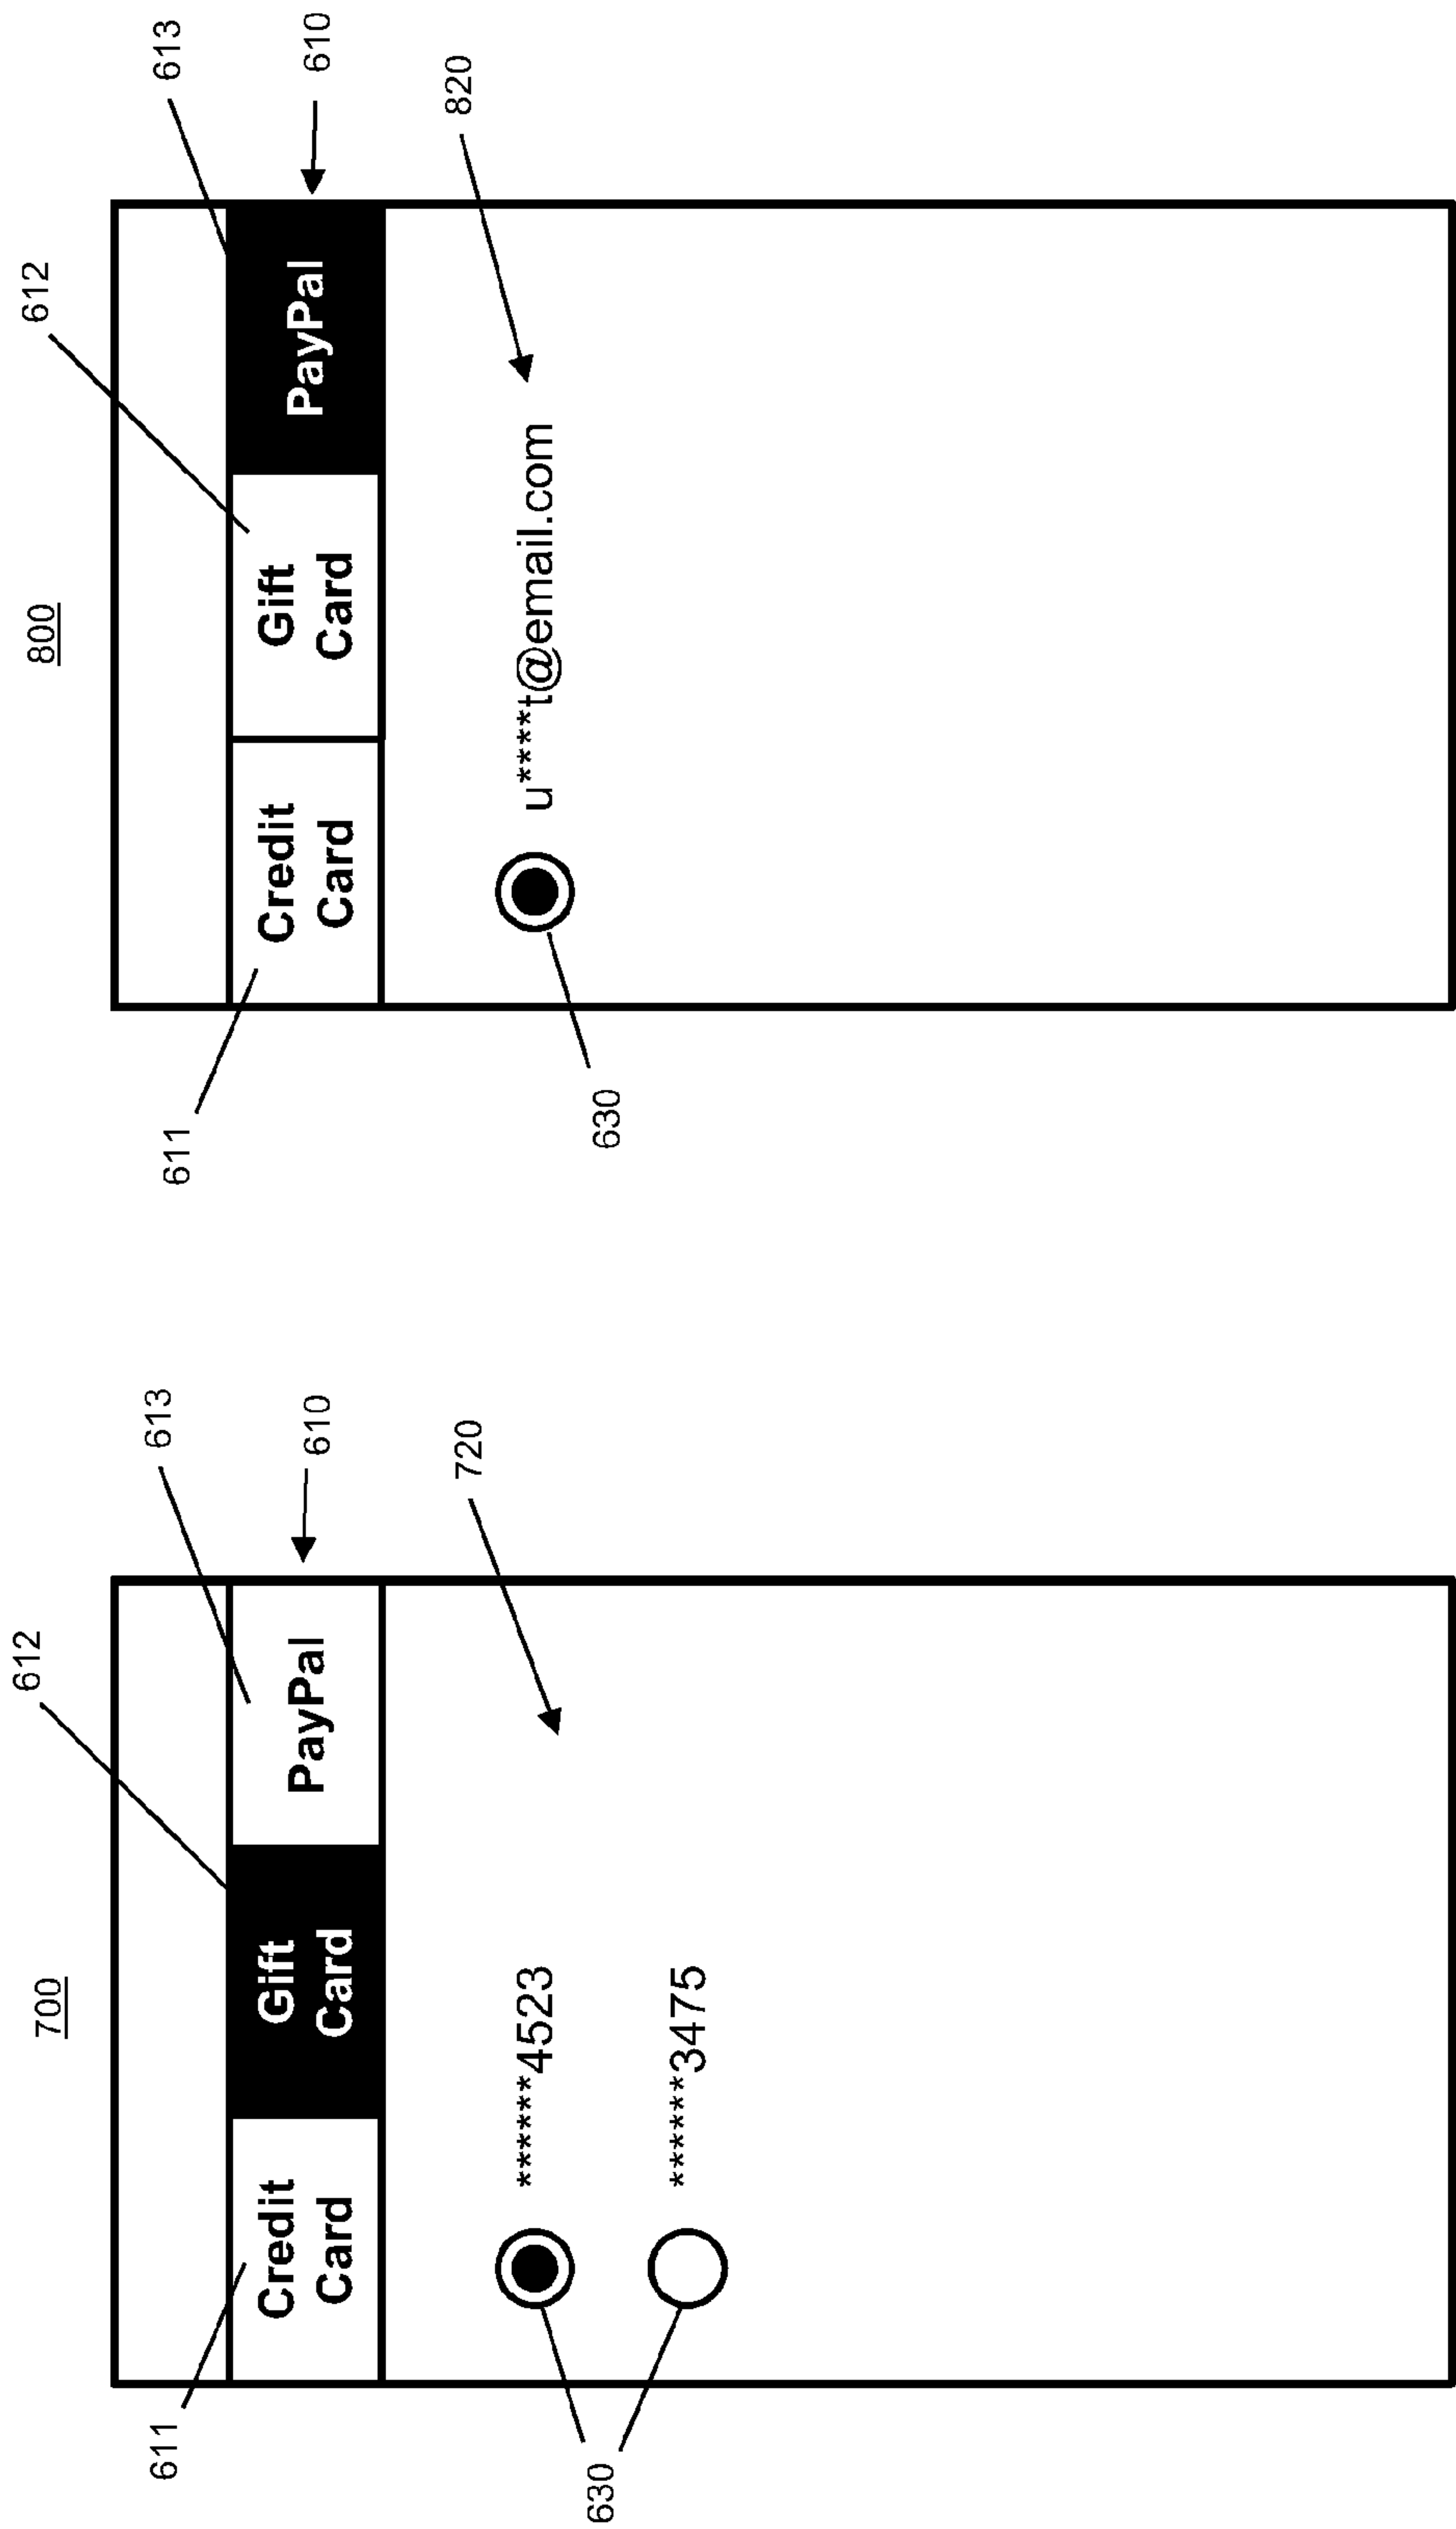 700
612
613
611
Credit
Card
Gift
Card
PayPal
610
720
******4523
******3475
630
800
612
613
611
Credit
Card
Gift
Card
PayPal
610
820
u****t@email.com
630